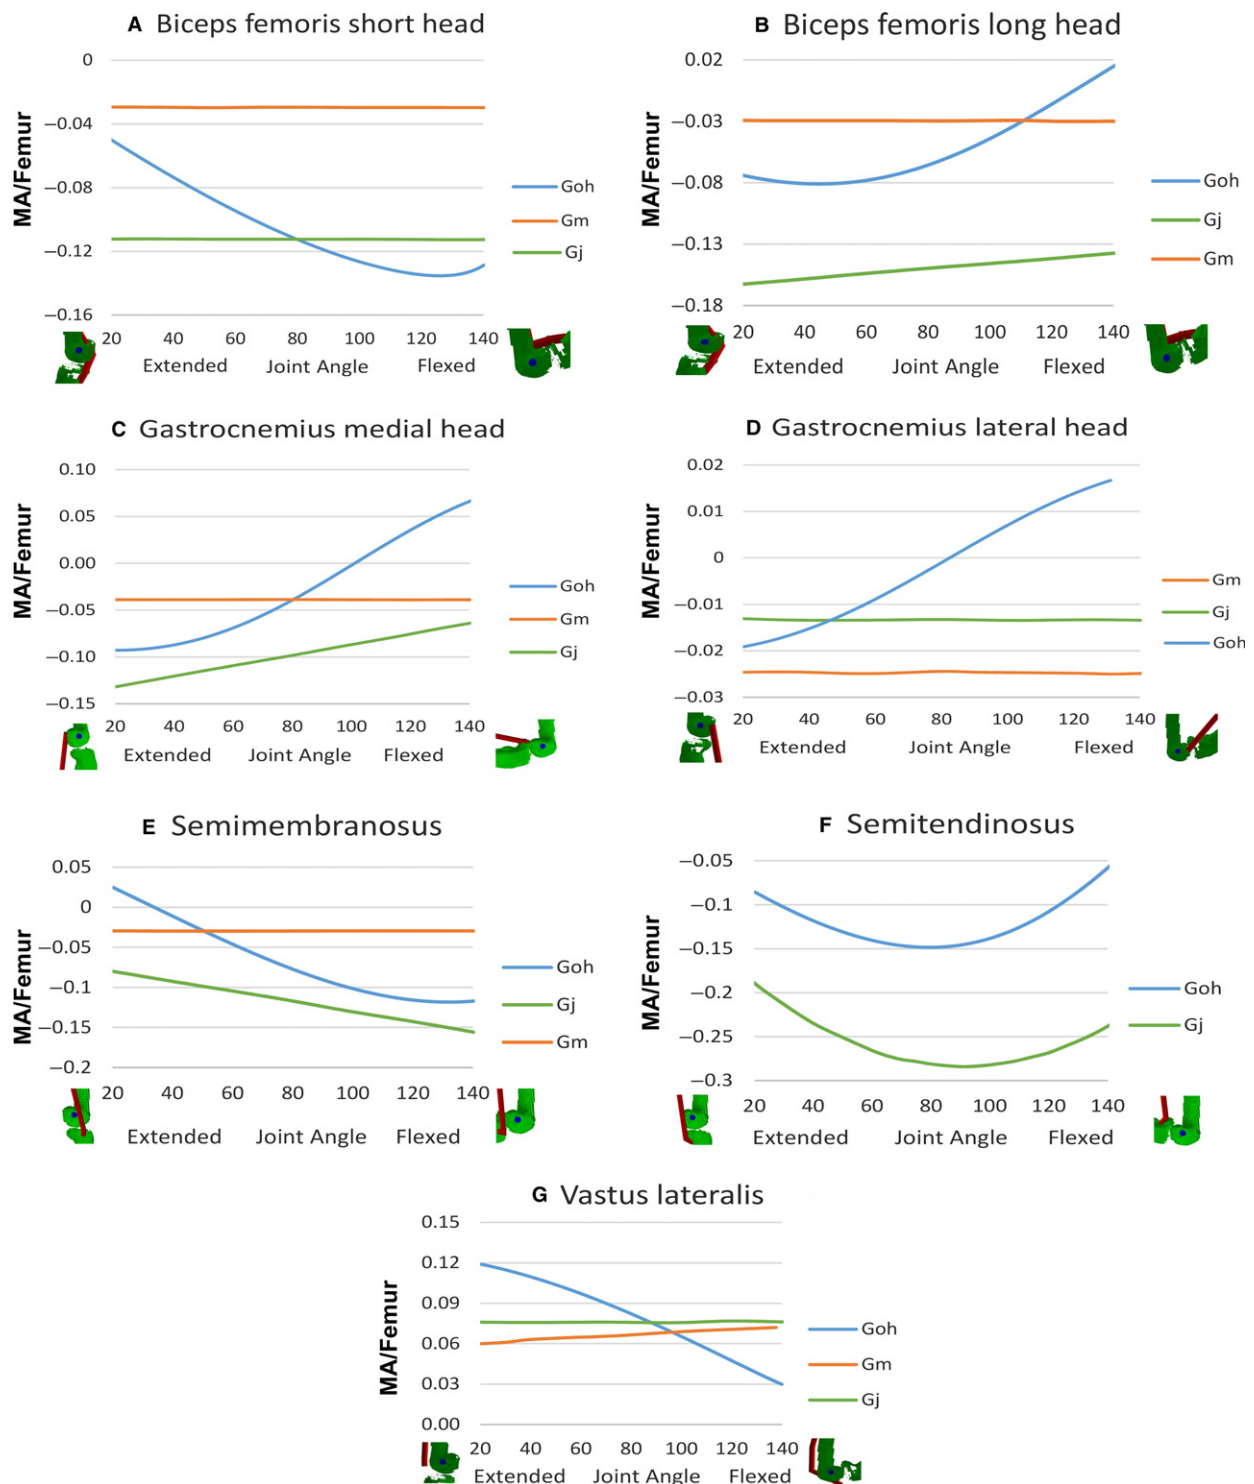 A Biceps femoris short head
MA/Femur
0
−0.04
−0.08
−0.12
−0.16
20 40 60 80 100 120 140
Extended Joint Angle Flexed
Goh
Gm
Gj
B Biceps femoris long head
MA/Femur
0.02
−0.03
−0.08
−0.13
−0.18
20 40 60 80 100 120 140
Extended Joint Angle Flexed
Goh
Gj
Gm
C Gastrocnemius medial head
MA/Femur
0.10
0.05
0.00
−0.05
−0.10
−0.15
20 40 60 80 100 120 140
Extended Joint Angle Flexed
Goh
Gm
Gj
D Gastrocnemius lateral head
MA/Femur
0.02
0.01
0
−0.01
−0.02
−0.03
20 40 60 80 100 120 140
Extended Joint Angle Flexed
Gm
Gj
Goh
E Semimembranosus
MA/Femur
0.05
0
−0.05
−0.1
−0.15
−0.2
20 40 60 80 100 120 140
Extended Joint Angle Flexed
Goh
Gj
Gm
F Semitendinosus
MA/Femur
−0.05
−0.1
−0.15
−0.2
−0.25
−0.3
20 40 60 80 100 120 140
Extended Joint Angle Flexed
Goh
Gj
G Vastus lateralis
MA/Femur
0.15
0.12
0.09
0.06
0.03
0.00
20 40 60 80 100 120 140
Extended Joint Angle Flexed
Goh
Gm
Gj